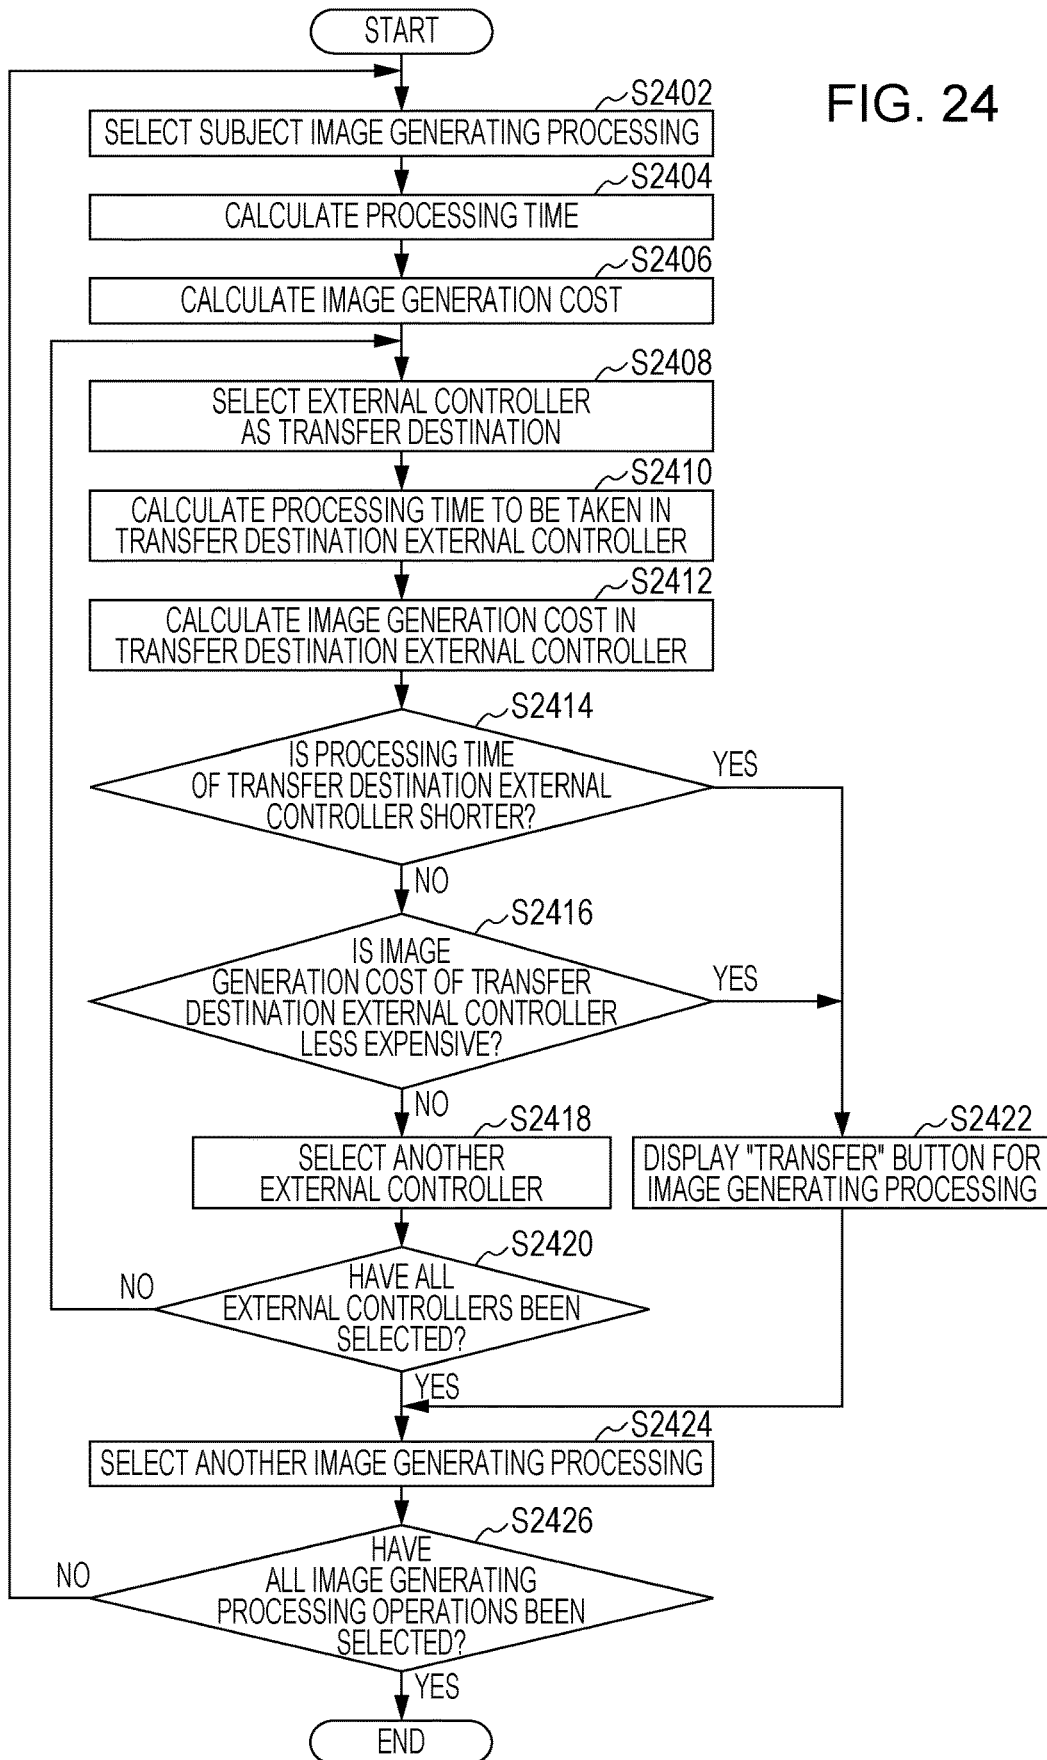 START
FIG. 24
S2402
SELECT SUBJECT IMAGE GENERATING PROCESSING
S2404
CALCULATE PROCESSING TIME
S2406
CALCULATE IMAGE GENERATION COST
S2408
SELECT EXTERNAL CONTROLLER
AS TRANSFER DESTINATION
S2410
CALCULATE PROCESSING TIME TO BE TAKEN IN
TRANSFER DESTINATION EXTERNAL CONTROLLER
S2412
CALCULATE IMAGE GENERATION COST IN
TRANSFER DESTINATION EXTERNAL CONTROLLER
S2414
IS PROCESSING TIME
OF TRANSFER DESTINATION EXTERNAL
CONTROLLER SHORTER?
YES
NO
S2416
IS IMAGE
GENERATION COST OF TRANSFER
DESTINATION EXTERNAL CONTROLLER
LESS EXPENSIVE?
YES
NO
S2418
SELECT ANOTHER
EXTERNAL CONTROLLER
S2422
DISPLAY "TRANSFER" BUTTON FOR
IMAGE GENERATING PROCESSING
S2420
HAVE ALL
EXTERNAL CONTROLLERS BEEN
SELECTED?
NO
YES
S2424
SELECT ANOTHER IMAGE GENERATING PROCESSING
S2426
HAVE
ALL IMAGE GENERATING
PROCESSING OPERATIONS BEEN
SELECTED?
NO
YES
END